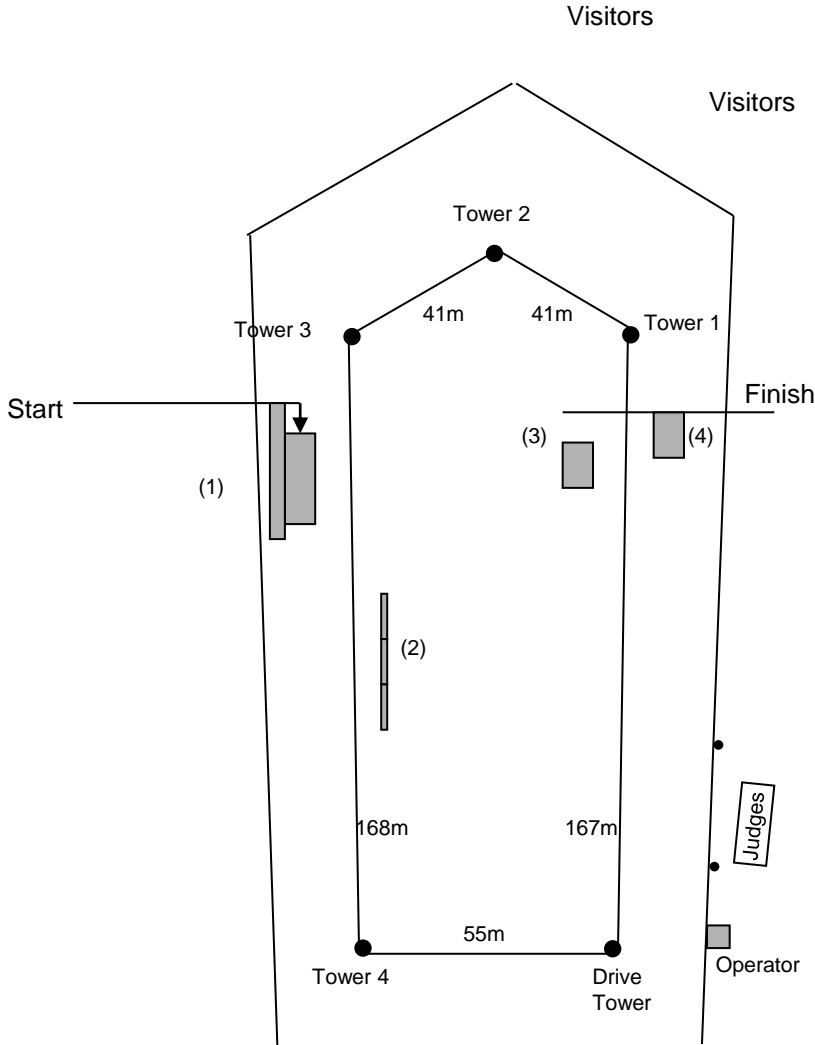 Visitors
Visitors
Tower 2
41m
41m
Tower 1
Tower 3
Finish
Start
(3)
(4)
(1)
(2)
Judges
168m
167m
55m
Operator
Tower 4
Drive
Tower